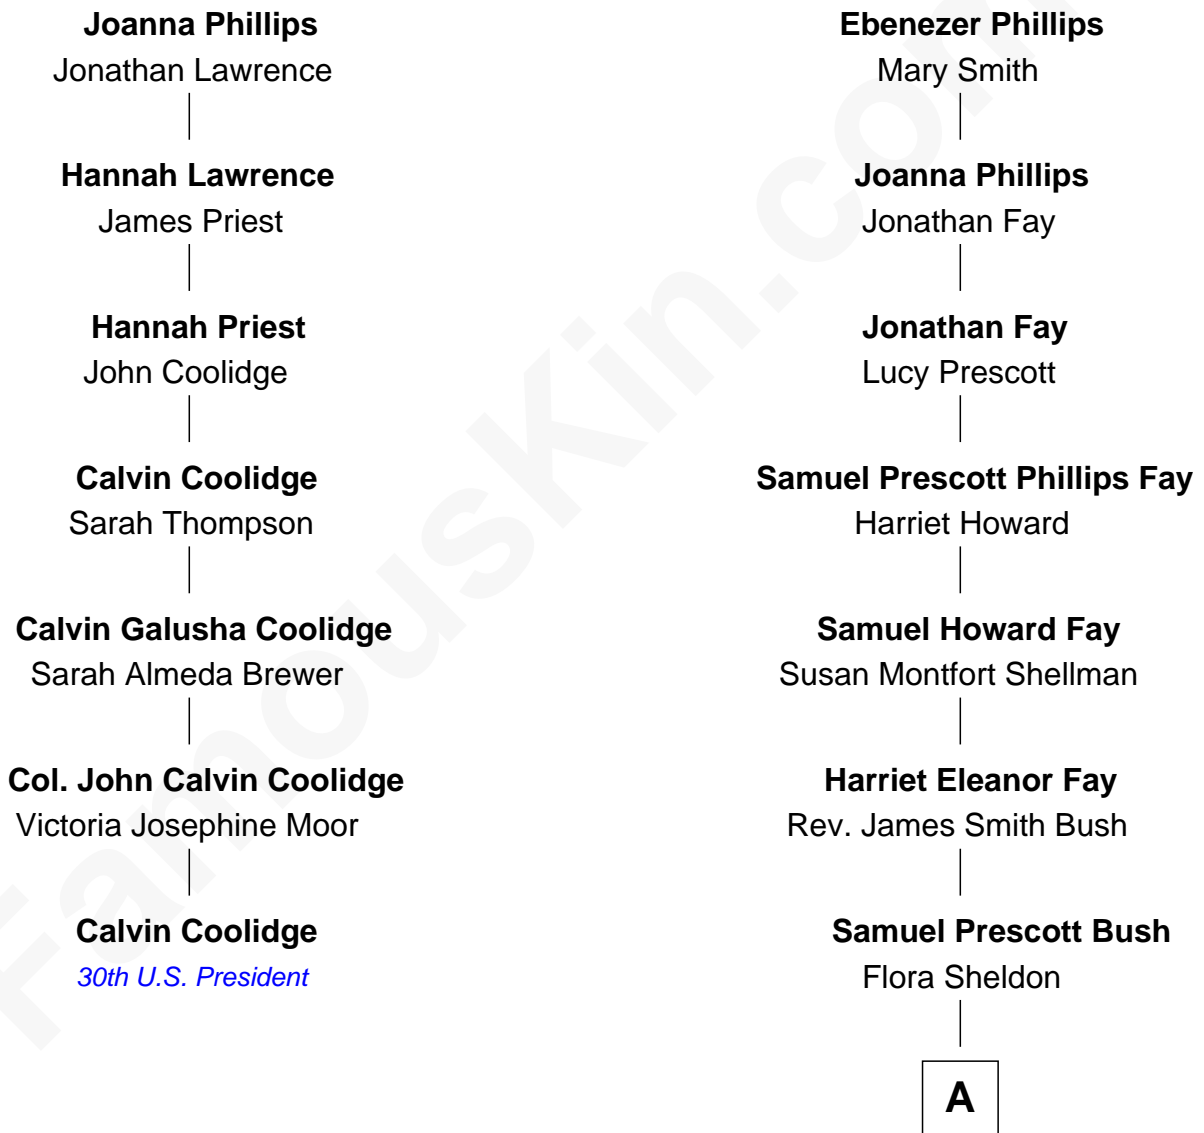 Joanna Phillips
Jonathan Lawrence
Hannah Lawrence
James Priest
Hannah Priest
John Coolidge
Calvin Coolidge
Sarah Thompson
Calvin Galusha Coolidge
Sarah Almeda Brewer
Col. John Calvin Coolidge
Victoria Josephine Moor
Calvin Coolidge
30th U.S. President
Ebenezer Phillips
Mary Smith
Joanna Phillips
Jonathan Fay
Jonathan Fay
Lucy Prescott
Samuel Prescott Phillips Fay
Harriet Howard
Samuel Howard Fay
Susan Montfort Shellman
Harriet Eleanor Fay
Rev. James Smith Bush
Samuel Prescott Bush
Flora Sheldon
A
FamousKin.com